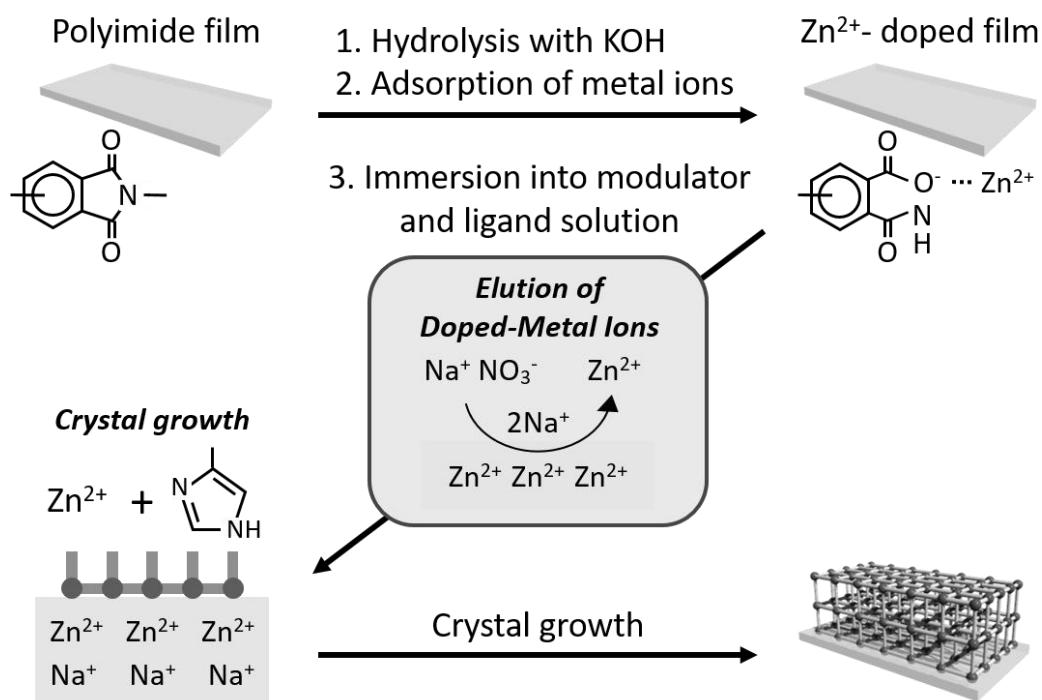 Polyimide film
1. Hydrolysis with KOH
2. Adsorption of metal ions
Zn²⁺- doped film
O
N
O
3. Immersion into modulator
and ligand solution
O
O⁻ ··· Zn²⁺
N
H
O
Elution of
Doped-Metal Ions
Na⁺ NO₃⁻ Zn²⁺
2Na⁺
Zn²⁺ Zn²⁺ Zn²⁺
Crystal growth
Zn²⁺ +
N
NH
Zn²⁺ Zn²⁺ Zn²⁺
Na⁺ Na⁺ Na⁺
Crystal growth